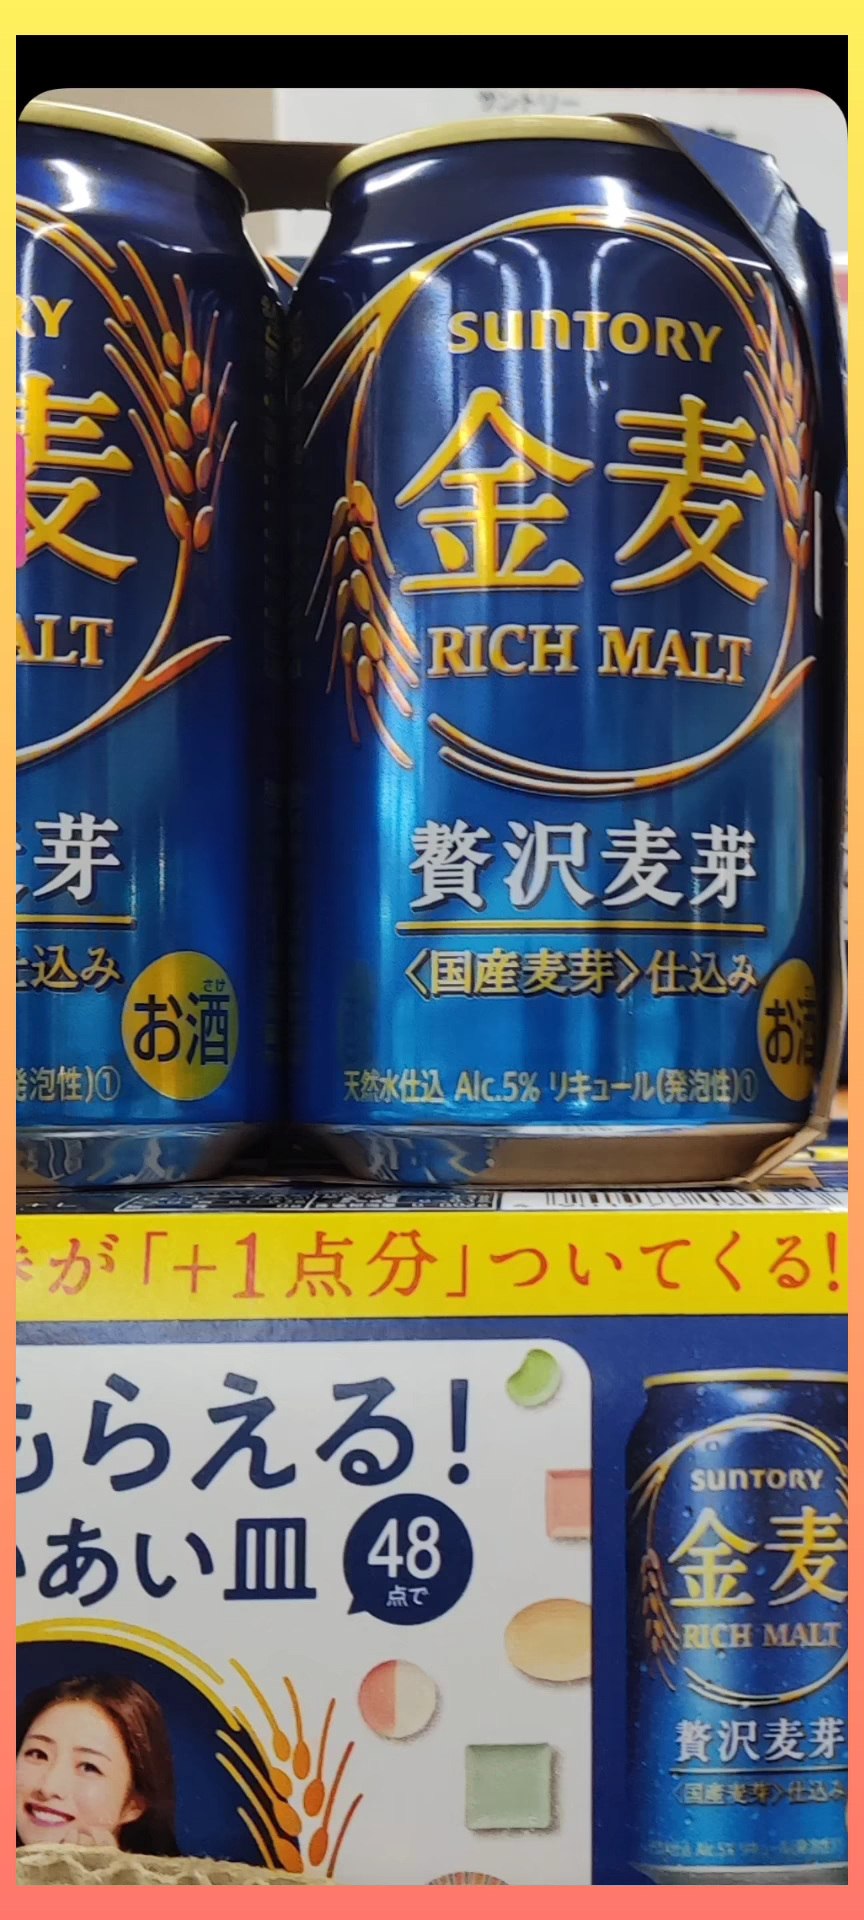 サントリー
RY
麦
ALT
芽
仕込み
さけ
お酒
発泡性)①
SUNTORY
金麦
RICH MALT
贅沢麦芽
〈国産麦芽〉仕込み
お酒
天然水仕込 Alc.5% リキュール(発泡性)①
が「+1点分」ついてくる!
もらえる!
あい皿
48
点で
SUNTORY
金麦
RICH MALT
贅沢麦芽
〈国産麦芽〉仕込み